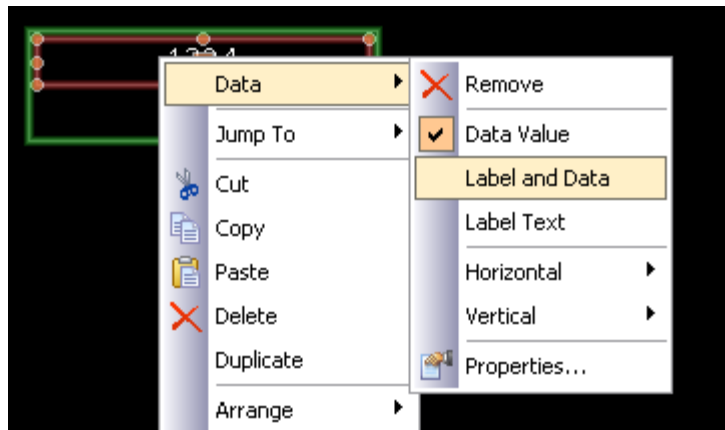 Data
Jump To
Cut
Copy
Paste
Delete
Duplicate
Arrange
Remove
Data Value
Label and Data
Label Text
Horizontal
Vertical
Properties...